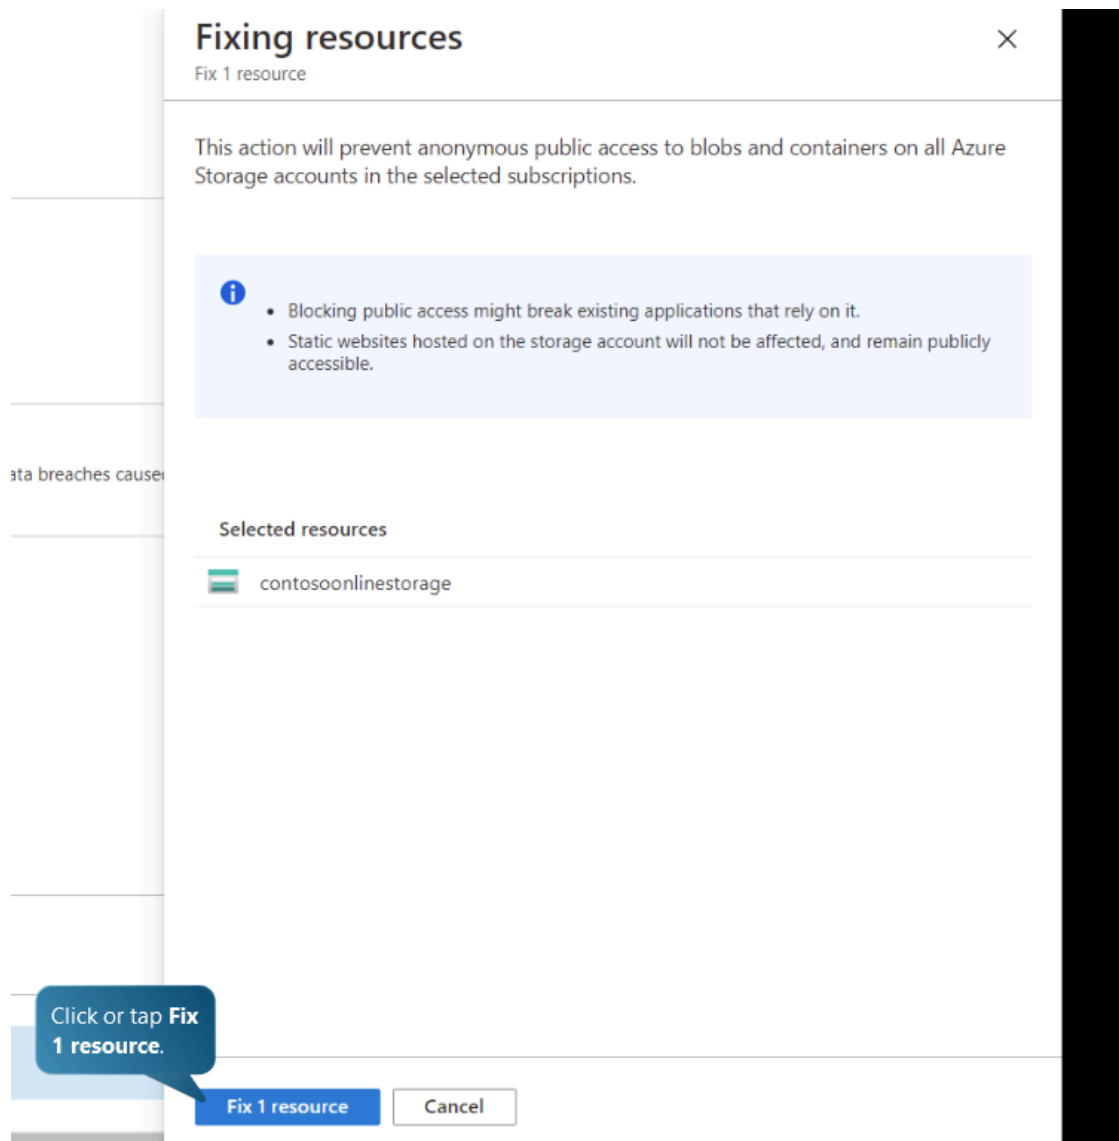 Fixing resources
Fix 1 resource
This action will prevent anonymous public access to blobs and containers on all Azure
Storage accounts in the selected subscriptions.
• Blocking public access might break existing applications that rely on it.
• Static websites hosted on the storage account will not be affected, and remain publicly
accessible.
data breaches caused
Selected resources
contosoonlinestorage
Click or tap Fix
1 resource.
Fix 1 resource
Cancel